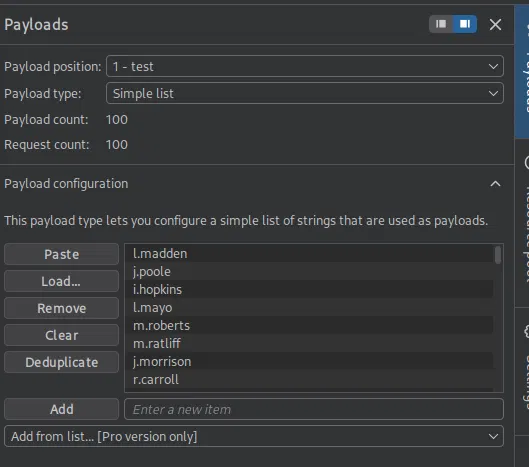 Payloads
Payload position: 1 - test
Payload type: Simple list
Payload count: 100
Request count: 100
Payload configuration
This payload type lets you configure a simple list of strings that are used as payloads.
Paste
Load...
Remove
Clear
Deduplicate
l.madden
j.poole
i.hopkins
l.mayo
m.roberts
m.ratliff
j.morrison
r.carroll
Add
Enter a new item
Add from list... [Pro version only]